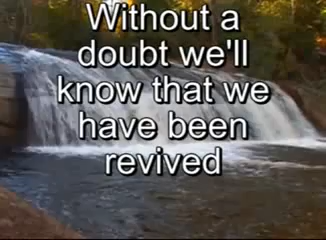 Without a
doubt we'll
know that we
have been
revived